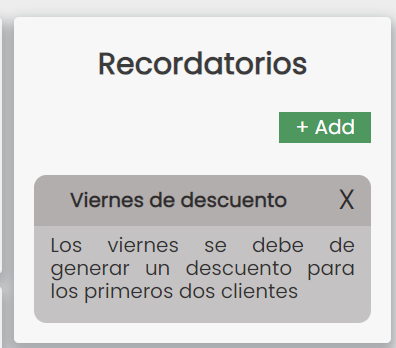 Recordatorios
+ Add
Viernes de descuento X
Los viernes se debe de
generar un descuento para
los primeros dos clientes